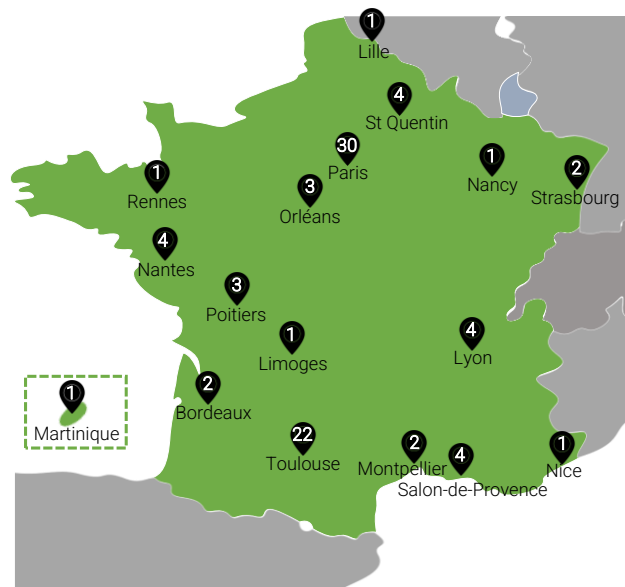 1
Lille
4
St Quentin
30
Paris
1
Nancy
2
Strasbourg
1
Rennes
3
Orléans
4
Nantes
3
Poitiers
1
Limoges
4
Lyon
2
Bordeaux
1
Martinique
22
Toulouse
2
Montpellier
4
Salon-de-Provence
1
Nice